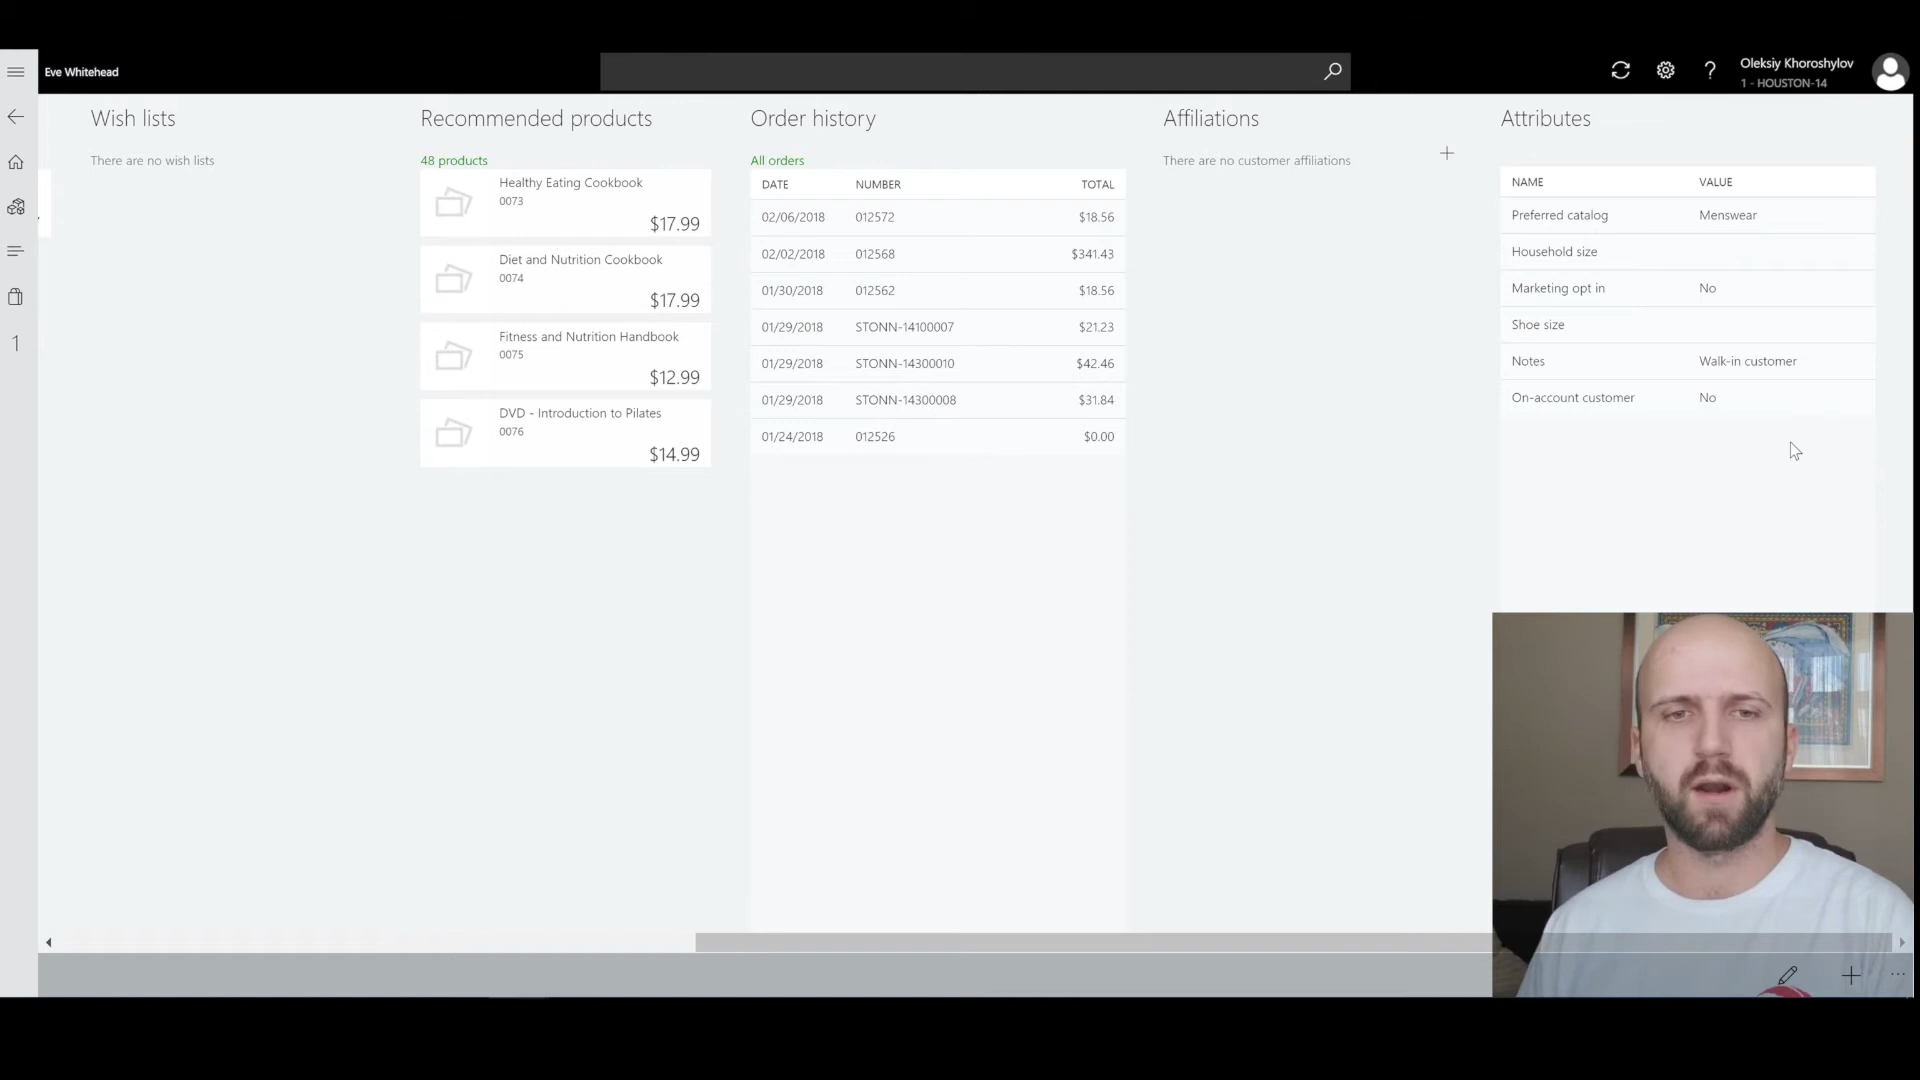 Eve Whitehead
Oleksiy Khoroshylov
1 - HOUSTON-14
Wish lists
There are no wish lists
Recommended products
48 products
Healthy Eating Cookbook
0073
$17.99
Diet and Nutrition Cookbook
0074
$17.99
Fitness and Nutrition Handbook
0075
$12.99
DVD - Introduction to Pilates
0076
$14.99
Order history
All orders
DATE NUMBER TOTAL
02/06/2018 012572 $18.56
02/02/2018 012568 $341.43
01/30/2018 012562 $18.56
01/29/2018 STONN-14100007 $21.23
01/29/2018 STONN-14300010 $42.46
01/29/2018 STONN-14300008 $31.84
01/24/2018 012526 $0.00
Affiliations
There are no customer affiliations
Attributes
NAME VALUE
Preferred catalog Menswear
Household size
Marketing opt in No
Shoe size
Notes Walk-in customer
On-account customer No
1